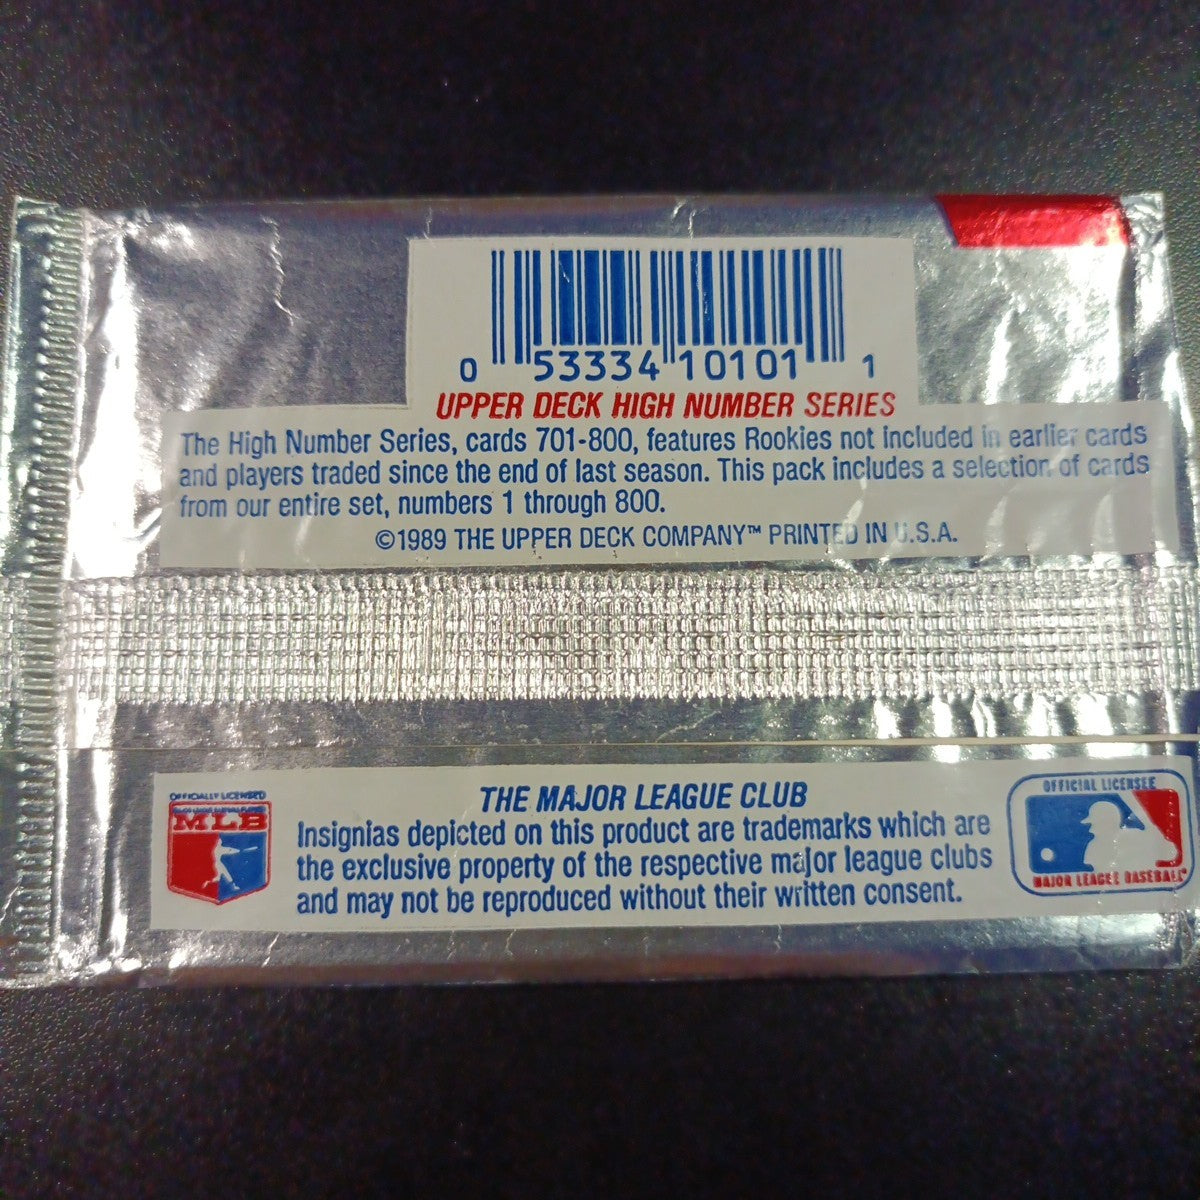 0 53334 10101 1
UPPER DECK HIGH NUMBER SERIES
The High Number Series, cards 701-800, features Rookies not included in earlier cards
and players traded since the end of last season. This pack includes a selection of cards
from our entire set, numbers 1 through 800.
©1989 THE UPPER DECK COMPANY™ PRINTED IN U.S.A.
OFFICIALLY LICENSED
MLB
THE MAJOR LEAGUE CLUB
Insignias depicted on this product are trademarks which are
the exclusive property of the respective major league clubs
and may not be reproduced without their written consent.
OFFICIAL LICENSEE
MAJOR LEAGUE BASEBALL